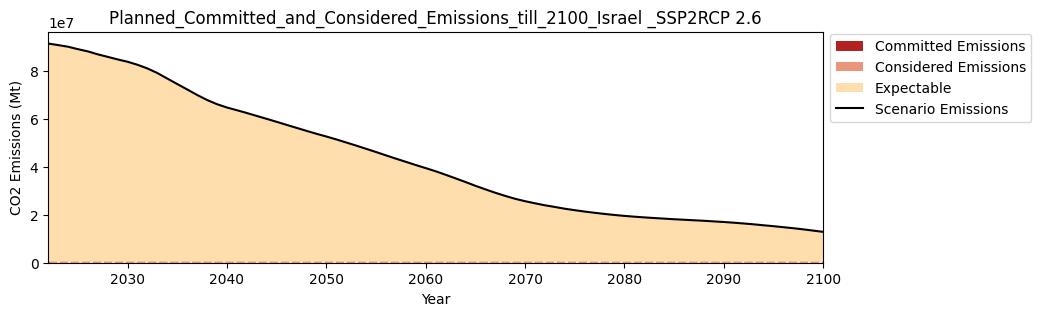 Planned_Committed_and_Considered_Emissions_till_2100_Israel _SSP2RCP 2.6
1e7
CO2 Emissions (Mt)
8
6
4
2
0
2030 2040 2050 2060 2070 2080 2090 2100
Year
Committed Emissions
Considered Emissions
Expectable
Scenario Emissions